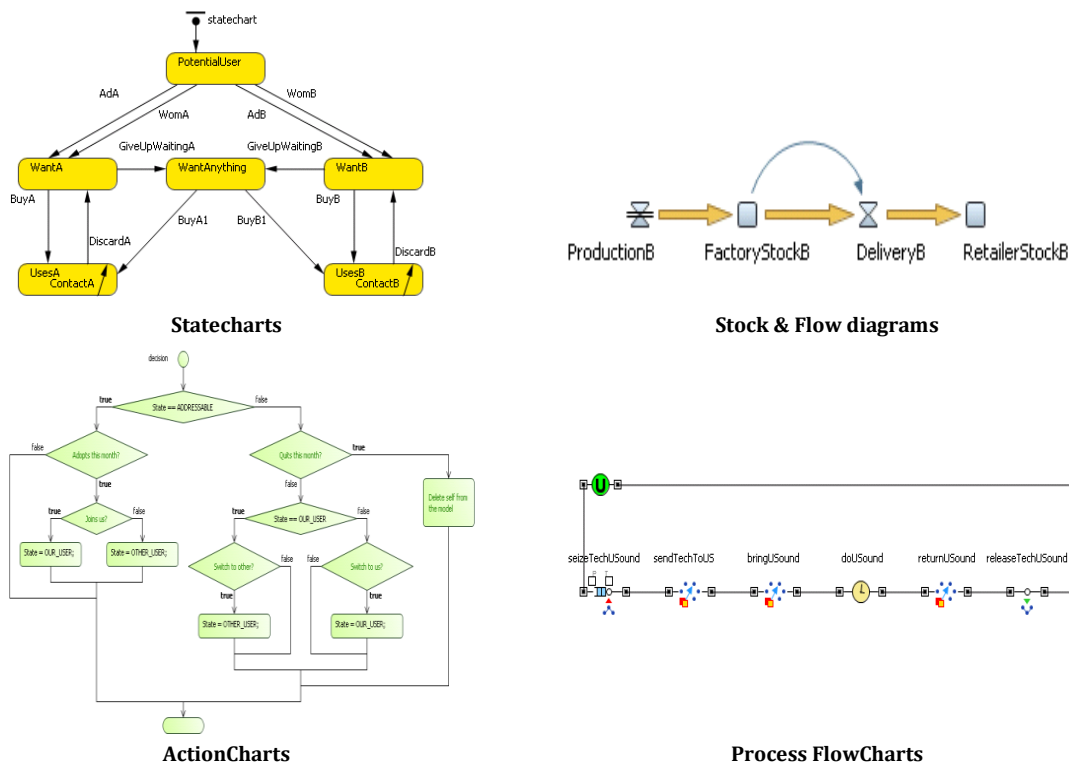 statechart
PotentialUser
AdA
WomB
WomA
AdB
GiveUpWaitingA
GiveUpWaitingB
WantA
WantAnything
WantB
BuyA
BuyA1
BuyB1
BuyB
DiscardA
DiscardB
UsesA
ContactA
UsesB
ContactB
Statecharts
ProductionB
FactoryStockB
DeliveryB
RetailerStockB
Stock & Flow diagrams
decision
true
State == ADDRESSABLE
false
false
Adopts this month?
Quits this month?
true
true
false
Delete self from
the model
true
Joins us?
false
true
State == OUR_USER
false
State = OUR_USER;
State = OTHER_USER;
Switch to other?
false
false
Switch to us?
true
true
State = OTHER_USER;
State = OUR_USER;
ActionCharts
U
seizeTechUSound
sendTechToUS
bringUSound
doUSound
returnUSound
releaseTechUSound
P T
Process FlowCharts